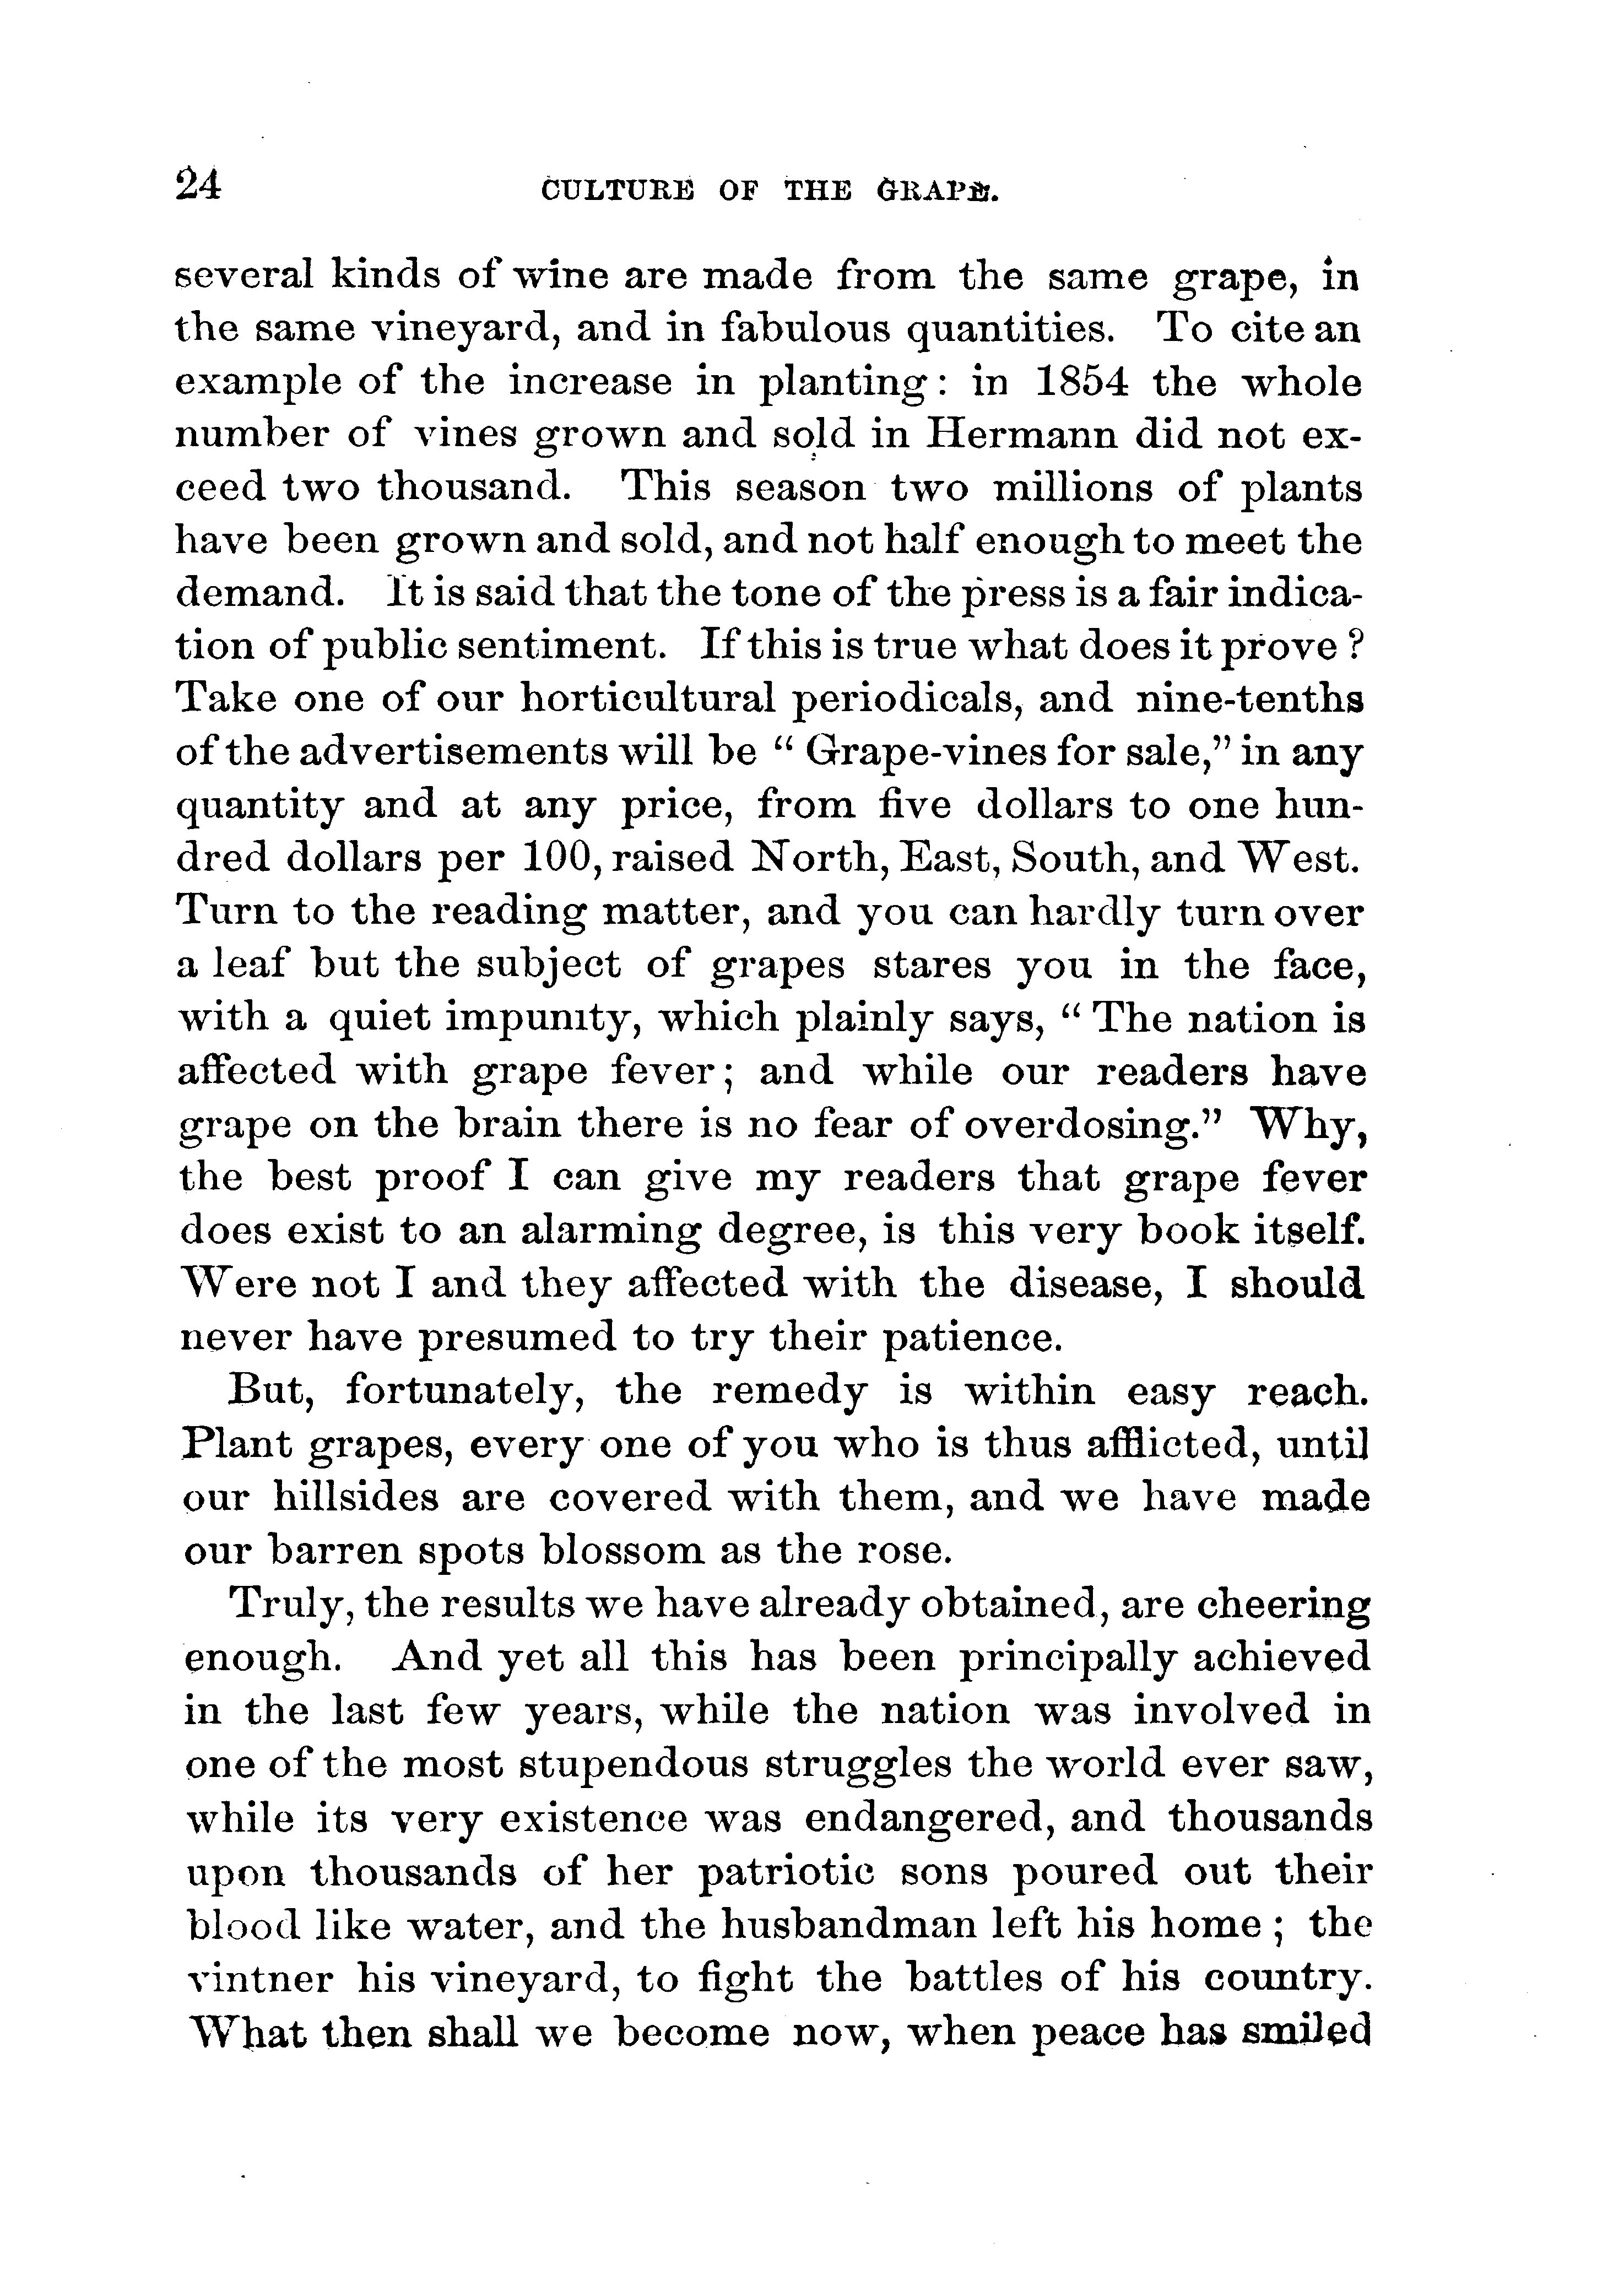 24 CULTURE OF THE GRAPE.
several kinds of wine are made from the same grape, in
the same vineyard, and in fabulous quantities. To cite an
example of the increase in planting: in 1854 the whole
number of vines grown and sold in Hermann did not ex-
ceed two thousand. This season two millions of plants
have been grown and sold, and not half enough to meet the
demand. It is said that the tone of the press is a fair indica-
tion of public sentiment. If this is true what does it prove?
Take one of our horticultural periodicals, and nine-tenths
of the advertisements will be "Grape-vines for sale," in any
quantity and at any price, from five dollars to one hun-
dred dollars per 100, raised North, East, South, and West.
Turn to the reading matter, and you can hardly turn over
a leaf but the subject of grapes stares you in the face,
with a quiet impunity, which plainly says, "The nation is
affected with grape fever; and while our readers have
grape on the brain there is no fear of overdosing." Why,
the best proof I can give my readers that grape fever
does exist to an alarming degree, is this very book itself.
Were not I and they affected with the disease, I should
never have presumed to try their patience.
But, fortunately, the remedy is within easy reach.
Plant grapes, every one of you who is thus afflicted, until
our hillsides are covered with them, and we have made
our barren spots blossom as the rose.
Truly, the results we have already obtained, are cheering
enough. And yet all this has been principally achieved
in the last few years, while the nation was involved in
one of the most stupendous struggles the world ever saw,
while its very existence was endangered, and thousands
upon thousands of her patriotic sons poured out their
blood like water, and the husbandman left his home; the
vintner his vineyard, to fight the battles of his country.
What then shall we become now, when peace has smiled